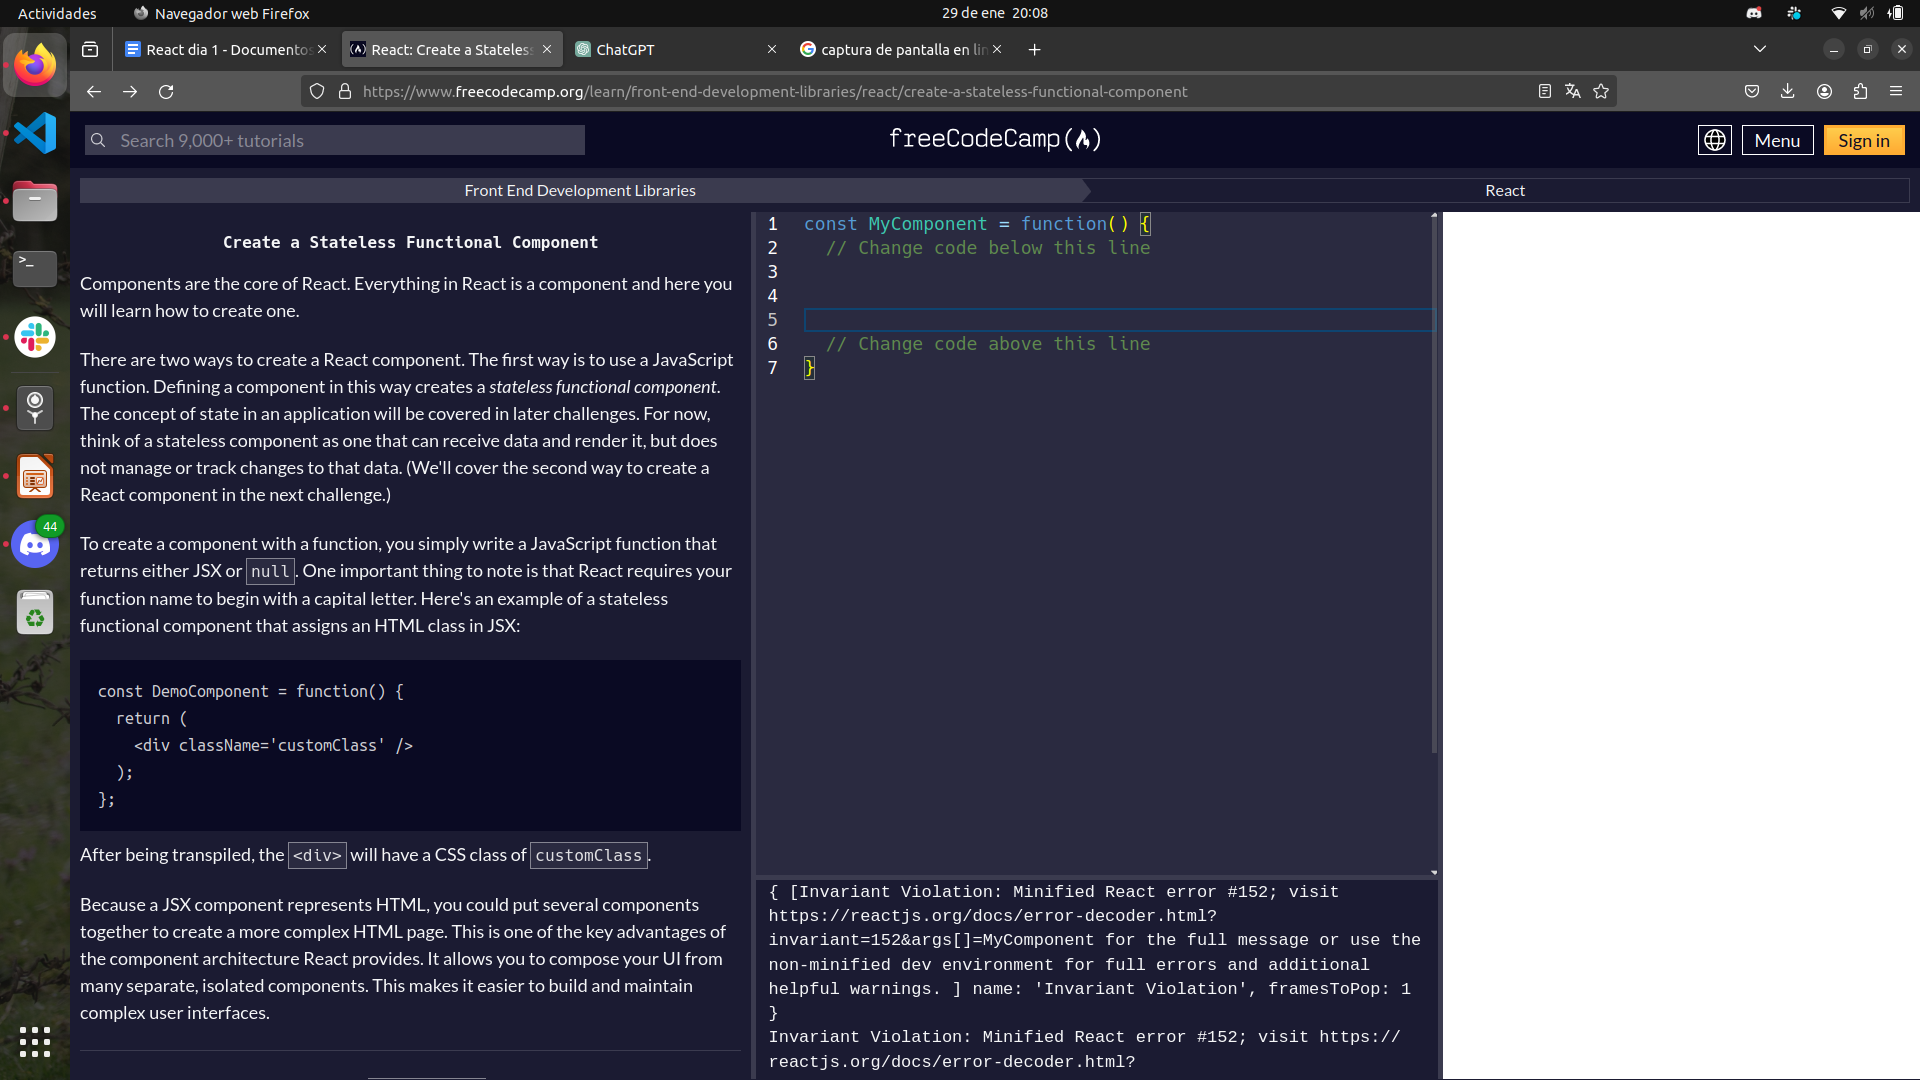 Actividades
Navegador web Firefox
29 de ene 20:08
React dia 1 - Documentos
React: Create a Stateless
ChatGPT
captura de pantalla en lin
https://www.freecodecamp.org/learn/front-end-development-libraries/react/create-a-stateless-functional-component
Search 9,000+ tutorials
freeCodeCamp
Menu
Sign in
Front End Development Libraries
React
44
Create a Stateless Functional Component
Components are the core of React. Everything in React is a component and here you
will learn how to create one.
There are two ways to create a React component. The first way is to use a JavaScript
function. Defining a component in this way creates a stateless functional component.
The concept of state in an application will be covered in later challenges. For now,
think of a stateless component as one that can receive data and render it, but does
not manage or track changes to that data. (We'll cover the second way to create a
React component in the next challenge.)
To create a component with a function, you simply write a JavaScript function that
returns either JSX or null. One important thing to note is that React requires your
function name to begin with a capital letter. Here's an example of a stateless
functional component that assigns an HTML class in JSX:
const DemoComponent = function() {
return (
<div className='customClass' />
);
};
After being transpiled, the <div> will have a CSS class of customClass.
Because a JSX component represents HTML, you could put several components
together to create a more complex HTML page. This is one of the key advantages of
the component architecture React provides. It allows you to compose your UI from
many separate, isolated components. This makes it easier to build and maintain
complex user interfaces.
1 const MyComponent = function() {
2 // Change code below this line
3
4
5
6 // Change code above this line
7 }
{ [Invariant Violation: Minified React error #152; visit
https://reactjs.org/docs/error-decoder.html?
invariant=152&args[]=MyComponent for the full message or use the
non-minified dev environment for full errors and additional
helpful warnings. ] name: 'Invariant Violation', framesToPop: 1
}
Invariant Violation: Minified React error #152; visit https://
reactjs.org/docs/error-decoder.html?